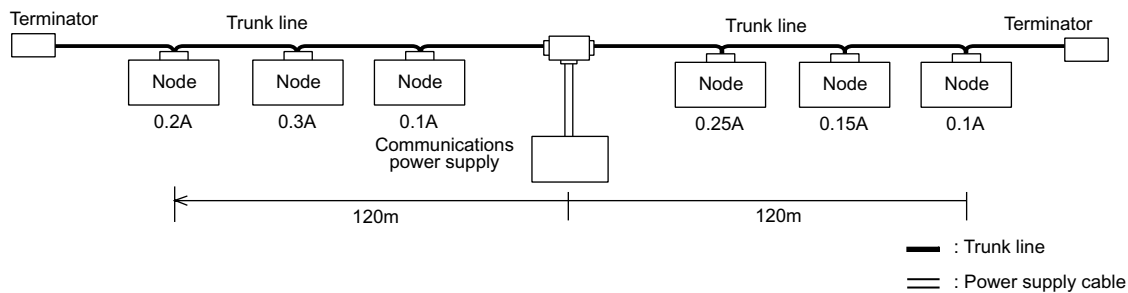 Terminator
Trunk line
Trunk line
Terminator
Node
Node
Node
Node
Node
Node
0.2A
0.3A
0.1A
0.25A
0.15A
0.1A
Communications
power supply
120m
120m
: Trunk line
: Power supply cable